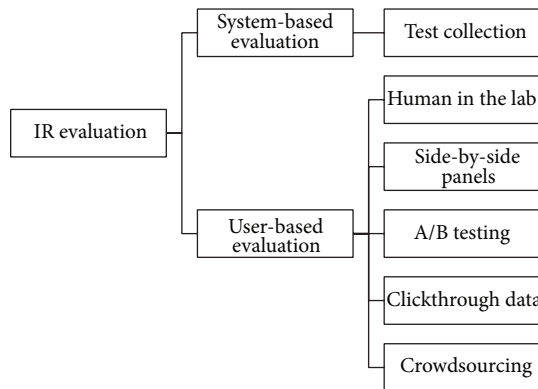 System-based
evaluation
Test collection
Human in the lab
IR evaluation
Side-by-side
panels
User-based
evaluation
A/B testing
Clickthrough data
Crowdsourcing